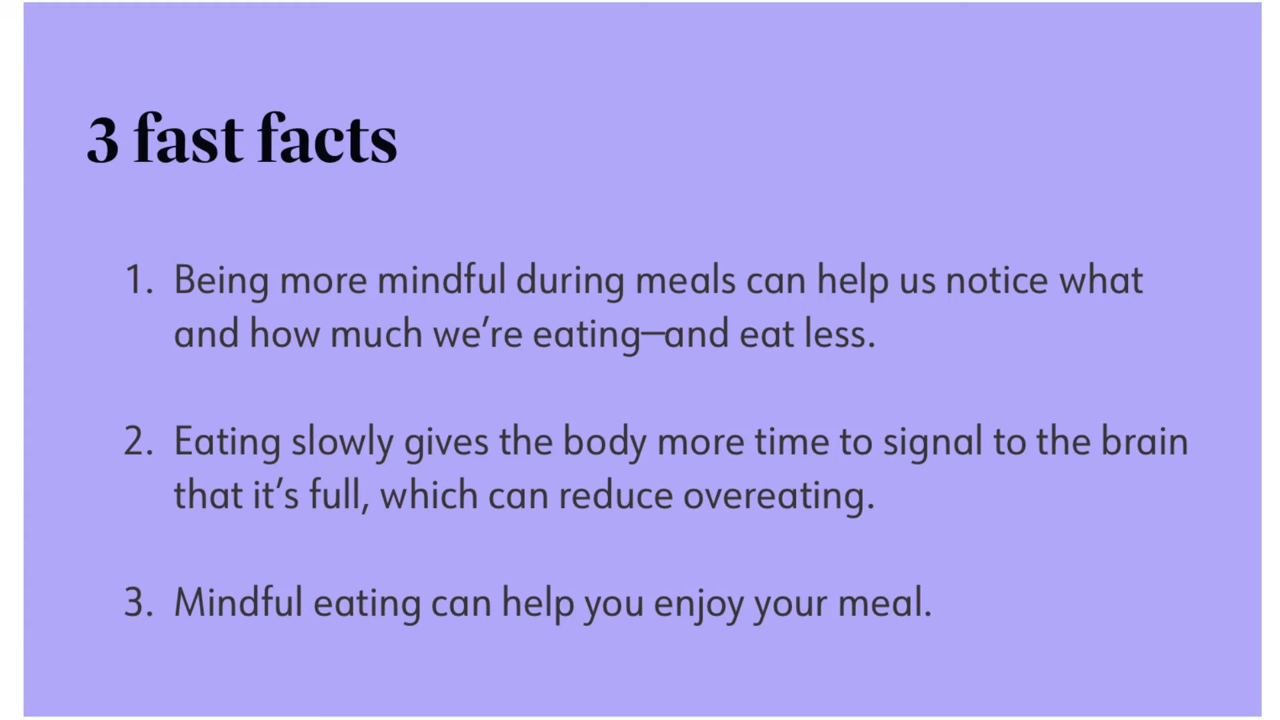 3 fast facts
1. Being more mindful during meals can help us notice what
and how much we’re eating—and eat less.
2. Eating slowly gives the body more time to signal to the brain
that it’s full, which can reduce overeating.
3. Mindful eating can help you enjoy your meal.